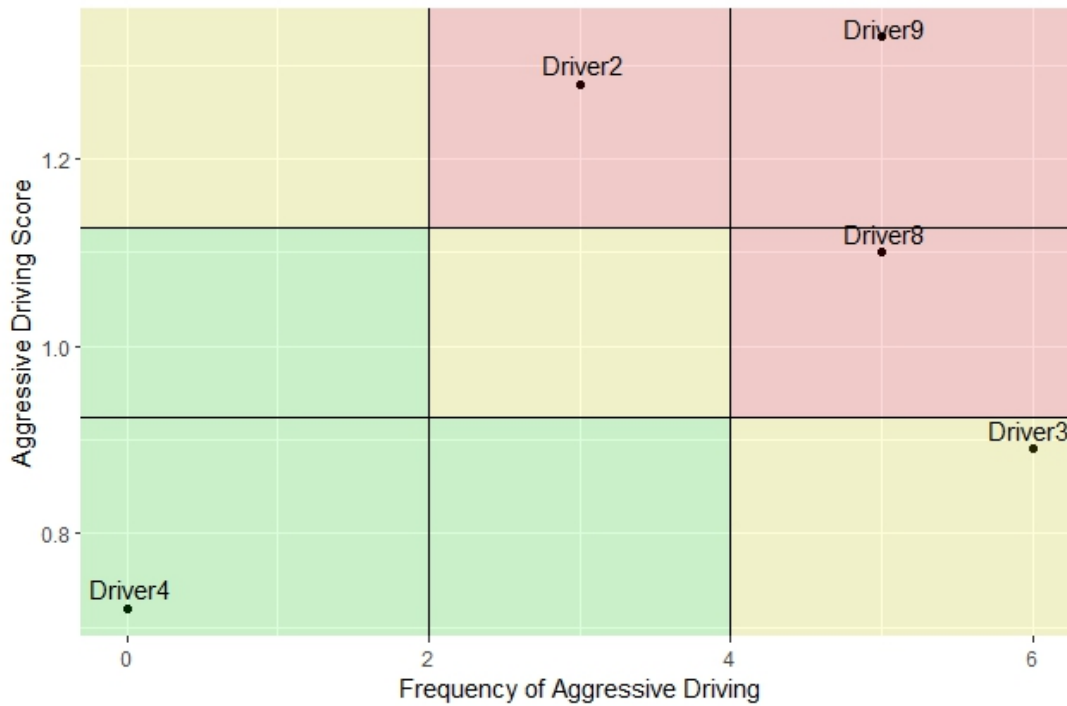 Driver9
Driver2
1.2
Driver8
1.0
Driver3
0.8
Driver4
0 2 4 6
Frequency of Aggressive Driving
Aggressive Driving Score